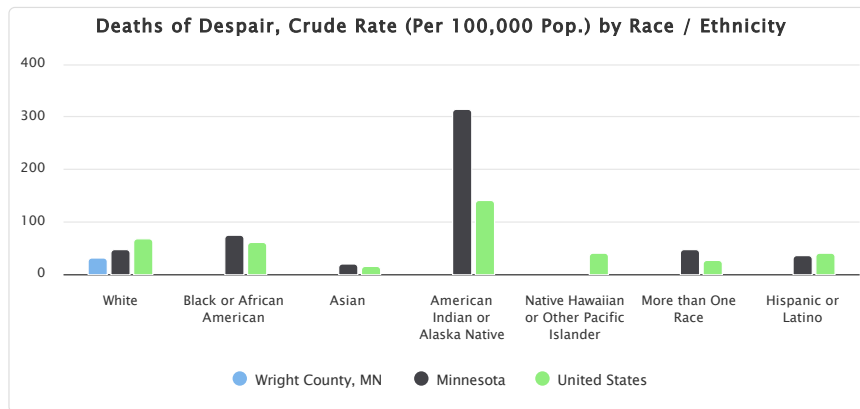 Deaths of Despair, Crude Rate (Per 100,000 Pop.) by Race / Ethnicity
400
300
200
100
0
White
Black or African
American
Asian
American
Indian or
Alaska Native
Native Hawaiian
or Other Pacific
Islander
More than One
Race
Hispanic or
Latino
Wright County, MN
Minnesota
United States